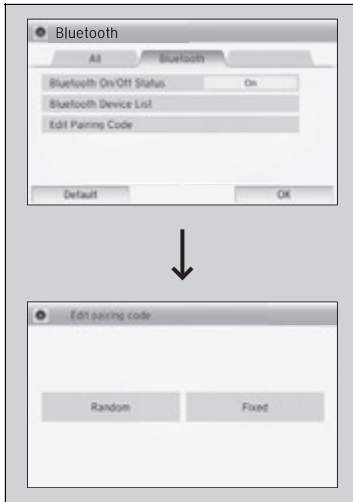 Bluetooth
All Bluetooth
Bluetooth On/Off Status On
Bluetooth Device List
Edit Pairing Code
Default OK
Edit pairing code
Random Fixed